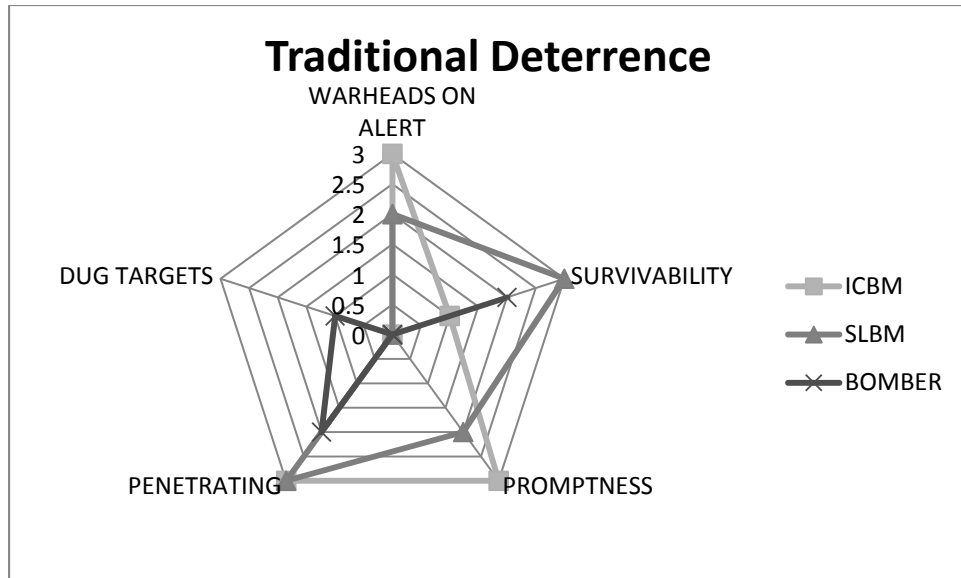 Traditional Deterrence
WARHEADS ON
ALERT
3
2.5
2
1.5
1
0.5
0
DUG TARGETS
SURVIVABILITY
PENETRATING
PROMPTNESS
ICBM
SLBM
BOMBER